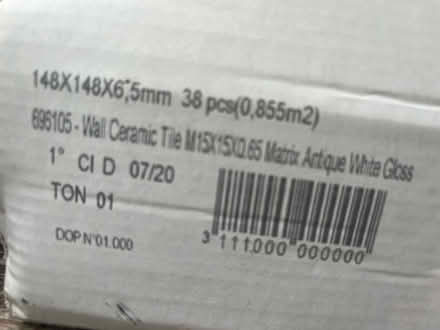 148X148X6,5mm 38 pcs(0,855m2)
696105 - Wall Ceramic Tile M15X15X0.65 Matrix Antique White Gloss
1° CI D 07/20
TON 01
DOP N°01.000
3 111000 000000